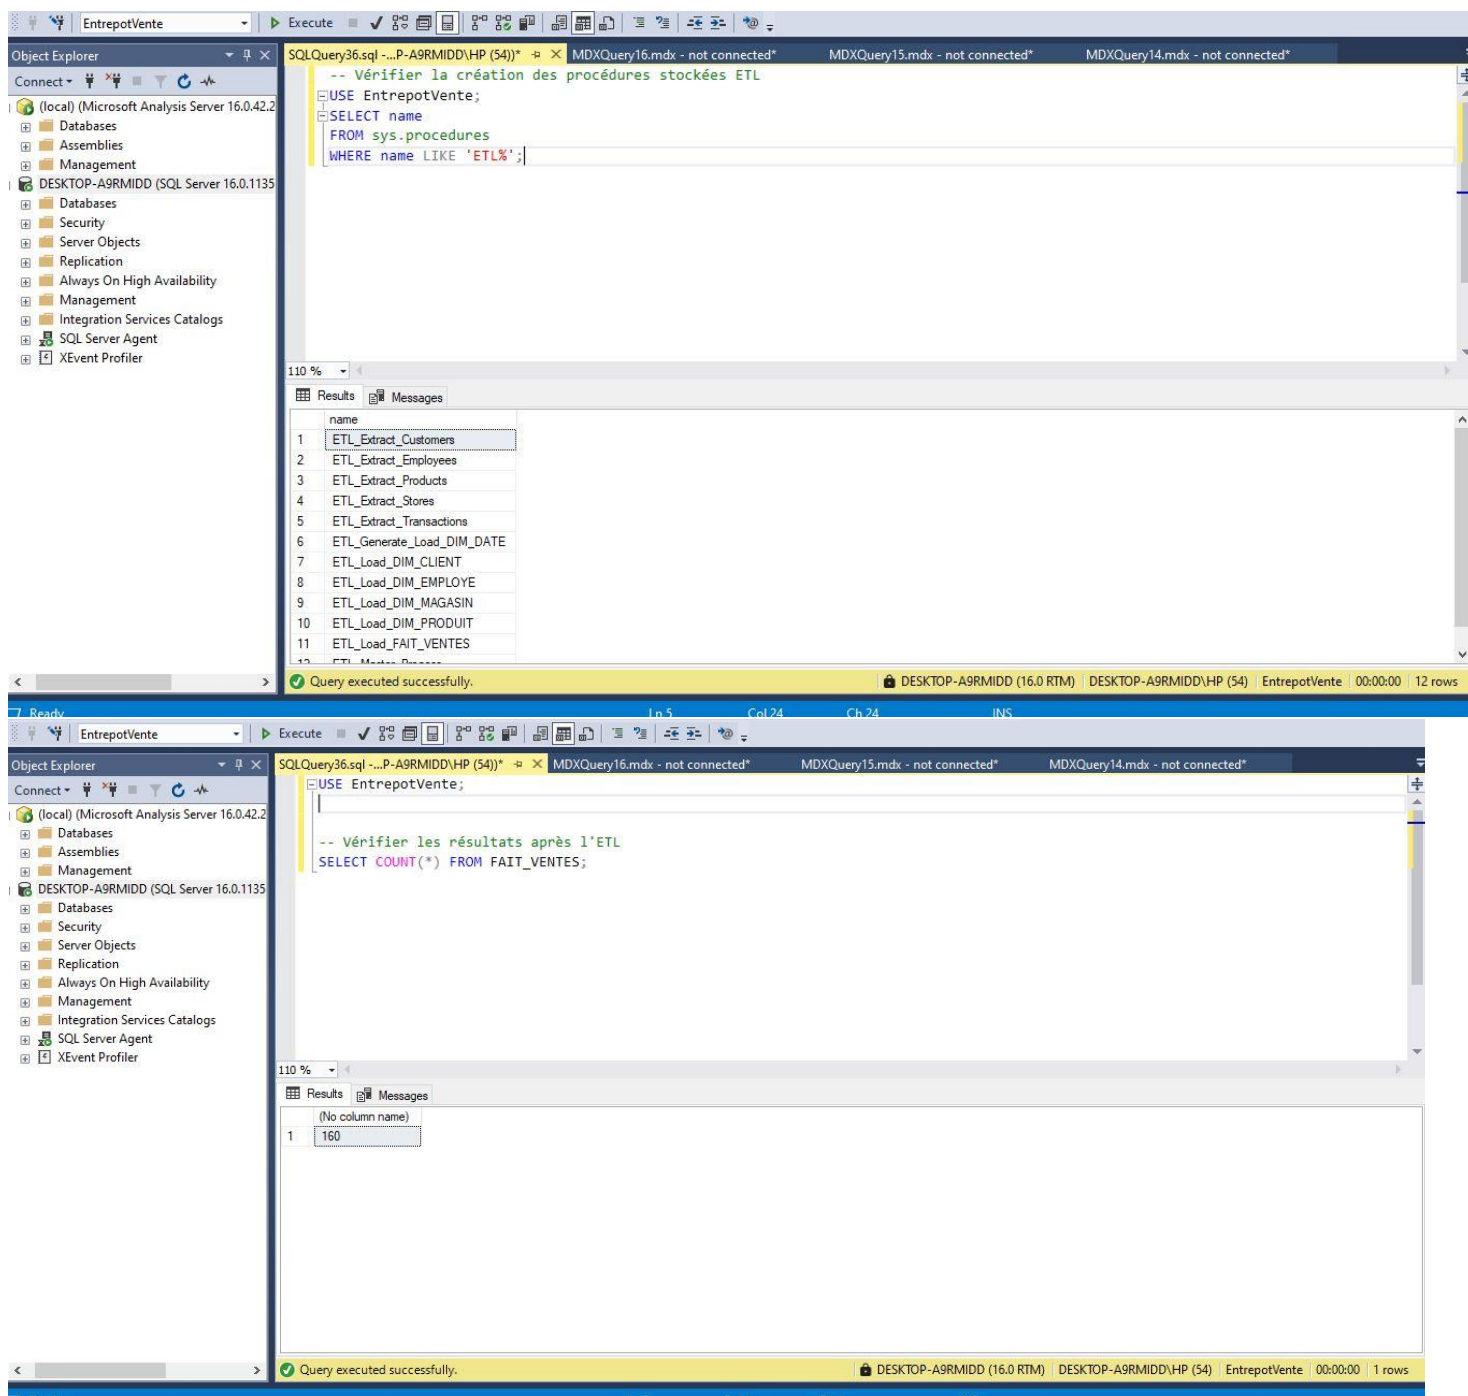 EntrepotVente Execute
Object Explorer
SQLQuery36.sql -...P-A9RMIDD\HP (54))* MDXQuery16.mdx - not connected* MDXQuery15.mdx - not connected* MDXQuery14.mdx - not connected*
Connect
(local) (Microsoft Analysis Server 16.0.42.2
Databases
Assemblies
Management
DESKTOP-A9RMIDD (SQL Server 16.0.1135
Databases
Security
Server Objects
Replication
Always On High Availability
Management
Integration Services Catalogs
SQL Server Agent
XEvent Profiler
-- Vérifier la création des procédures stockées ETL
USE EntrepotVente;
SELECT name
FROM sys.procedures
WHERE name LIKE 'ETL%';
110 %
Results Messages
name
1 ETL_Extract_Customers
2 ETL_Extract_Employees
3 ETL_Extract_Products
4 ETL_Extract_Stores
5 ETL_Extract_Transactions
6 ETL_Generate_Load_DIM_DATE
7 ETL_Load_DIM_CLIENT
8 ETL_Load_DIM_EMPLOYE
9 ETL_Load_DIM_MAGASIN
10 ETL_Load_DIM_PRODUIT
11 ETL_Load_FAIT_VENTES
12 ETL_Master_Process
Query executed successfully. DESKTOP-A9RMIDD (16.0 RTM) DESKTOP-A9RMIDD\HP (54) EntrepotVente 00:00:00 12 rows
Ready Ln 5 Col 24 Ch 24 INS
EntrepotVente Execute
Object Explorer
SQLQuery36.sql -...P-A9RMIDD\HP (54))* MDXQuery16.mdx - not connected* MDXQuery15.mdx - not connected* MDXQuery14.mdx - not connected*
Connect
(local) (Microsoft Analysis Server 16.0.42.2
Databases
Assemblies
Management
DESKTOP-A9RMIDD (SQL Server 16.0.1135
Databases
Security
Server Objects
Replication
Always On High Availability
Management
Integration Services Catalogs
SQL Server Agent
XEvent Profiler
USE EntrepotVente;
-- Vérifier les résultats après l'ETL
SELECT COUNT(*) FROM FAIT_VENTES;
110 %
Results Messages
(No column name)
1 160
Query executed successfully. DESKTOP-A9RMIDD (16.0 RTM) DESKTOP-A9RMIDD\HP (54) EntrepotVente 00:00:00 1 rows